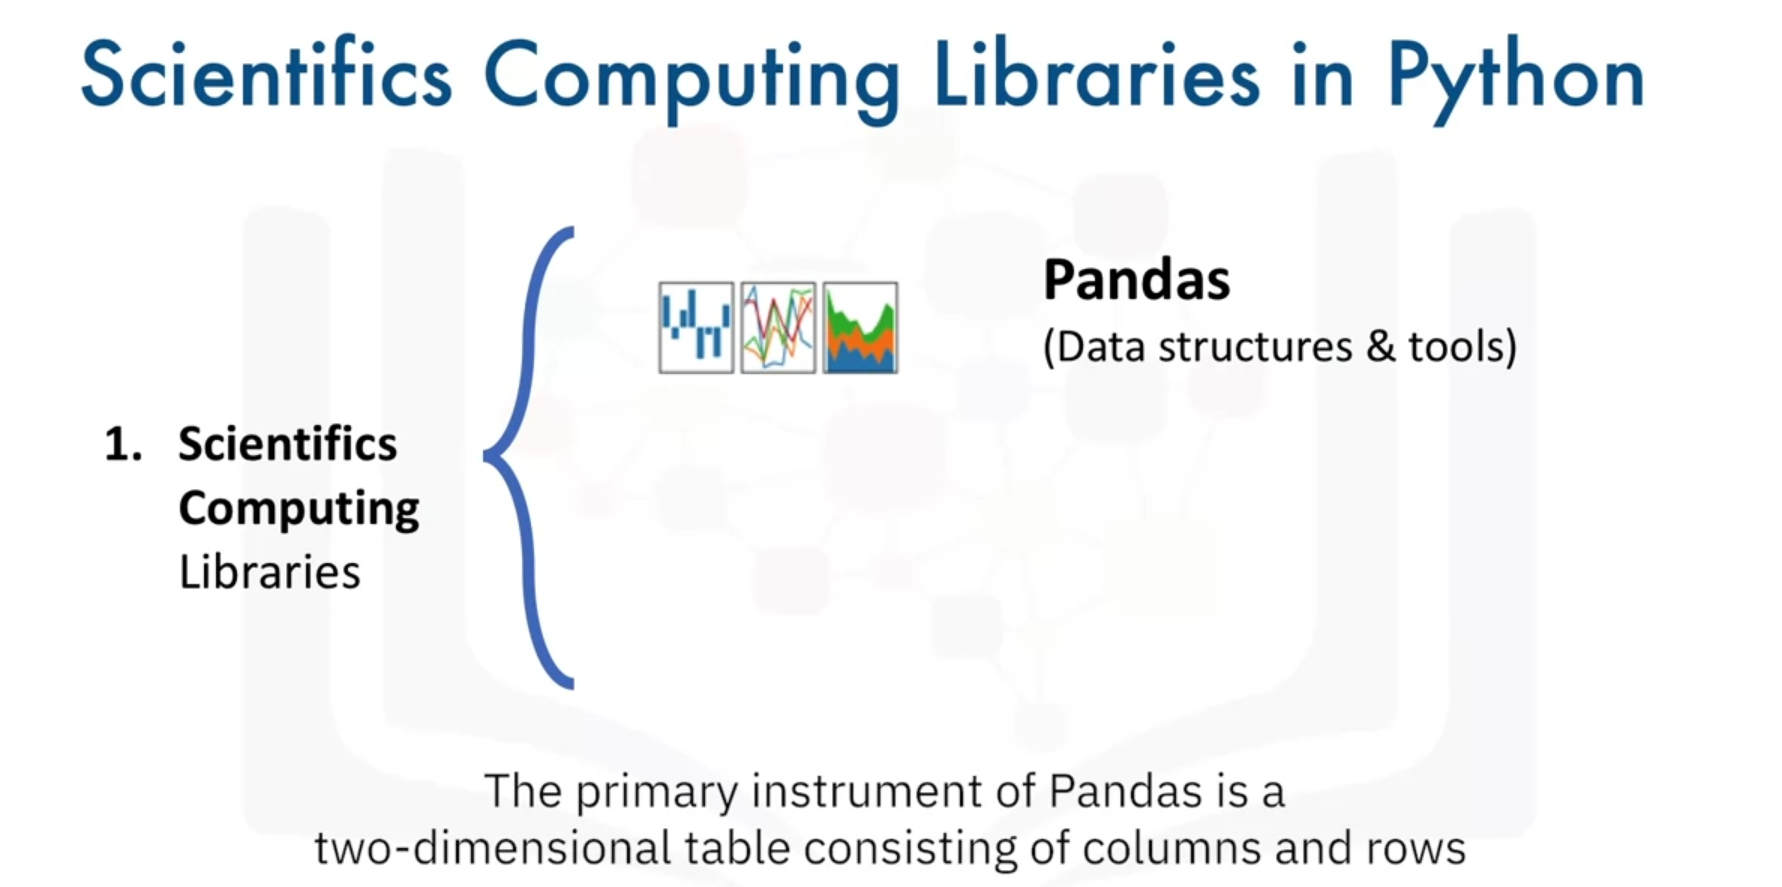 Scientifics Computing Libraries in Python
Pandas
(Data structures & tools)
1. Scientifics
Computing
Libraries
The primary instrument of Pandas is a
two-dimensional table consisting of columns and rows